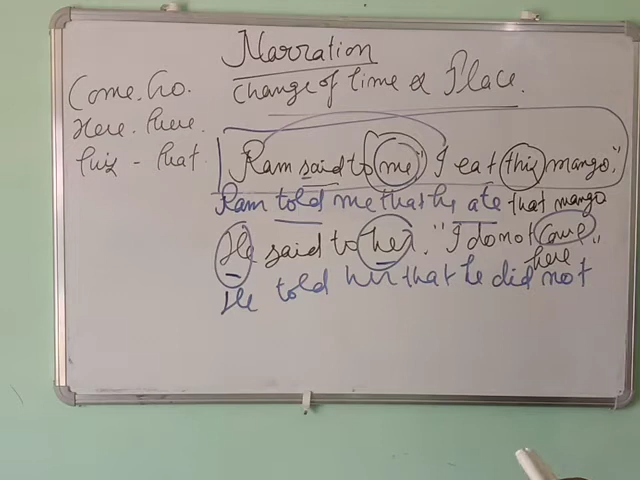 Narration
Change of time & Place.
Come. Go.
Here. there.
this - that.
Ram said to me "I eat this mango."
Ram told me that he ate that mango
He said to her. "I do not come
here"
He told her that he did not